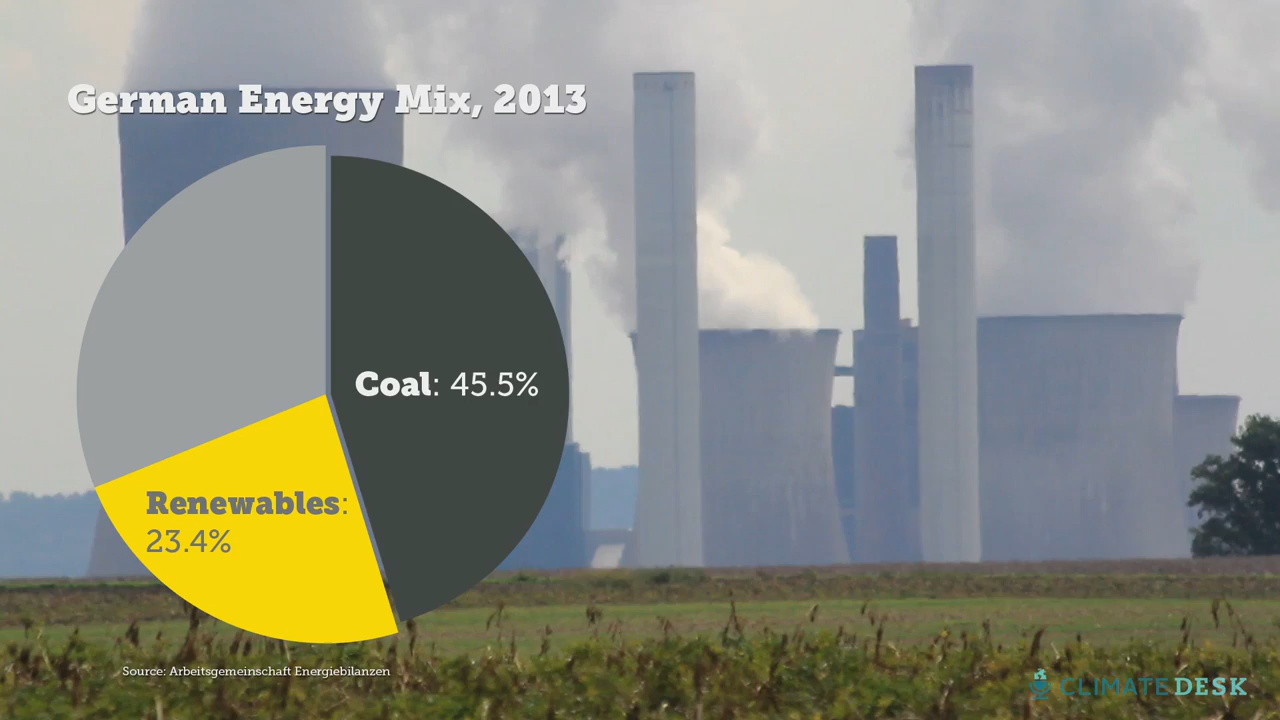 German Energy Mix, 2013
Coal: 45.5%
Renewables:
23.4%
Source: Arbeitsgemeinschaft Energiebilanzen
CLIMATE DESK